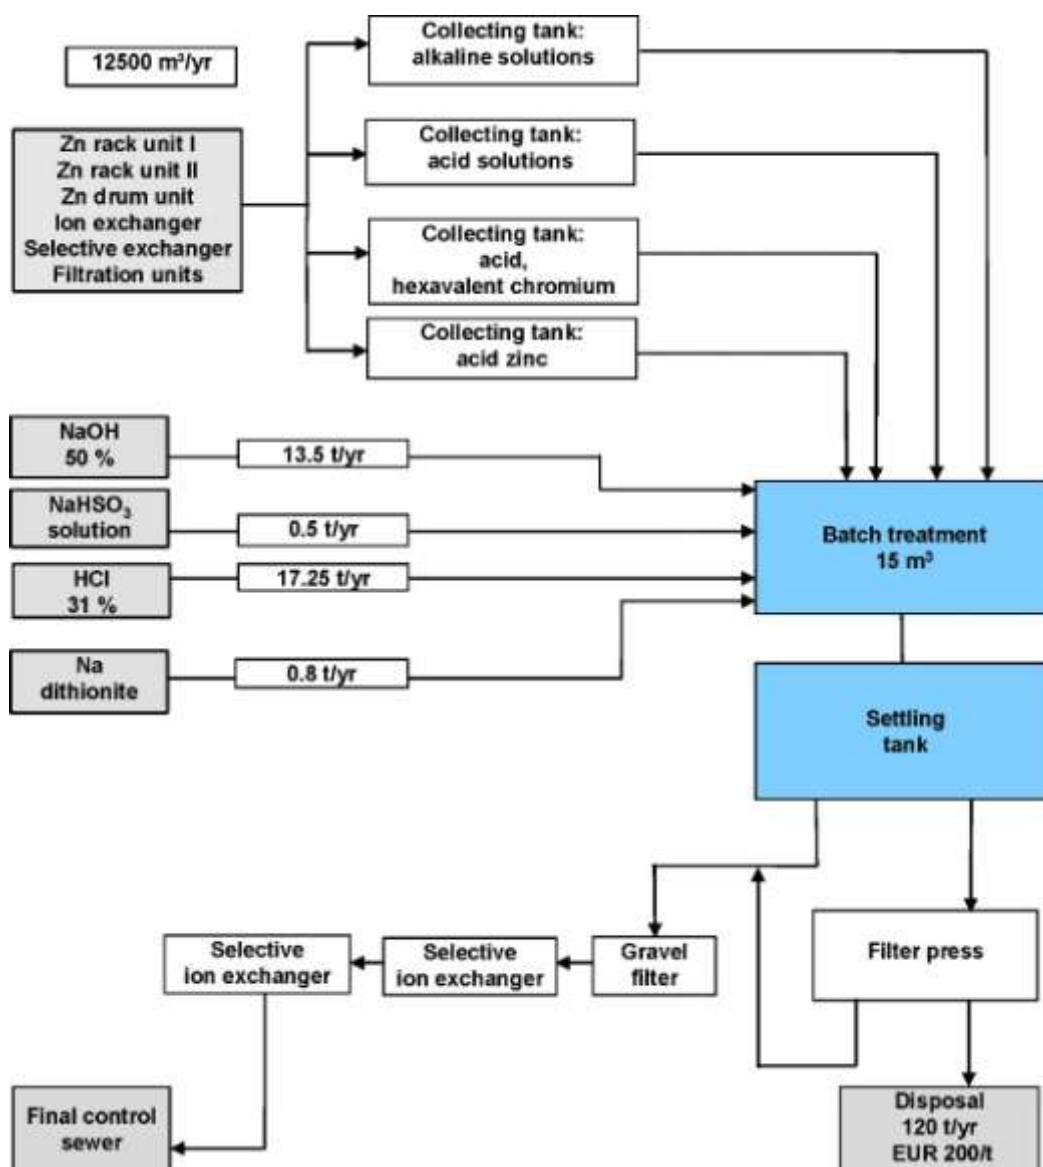 12500 m³/yr
Collecting tank:
alkaline solutions
Zn rack unit I
Zn rack unit II
Zn drum unit
Ion exchanger
Selective exchanger
Filtration units
Collecting tank:
acid solutions
Collecting tank:
acid,
hexavalent chromium
Collecting tank:
acid zinc
NaOH
50 %
13.5 t/yr
NaHSO₃
solution
0.5 t/yr
HCl
31 %
17.25 t/yr
Na
dithionite
0.8 t/yr
Batch treatment
15 m³
Settling
tank
Filter press
Gravel
filter
Selective
ion exchanger
Selective
ion exchanger
Final control
sewer
Disposal
120 t/yr
EUR 200/t